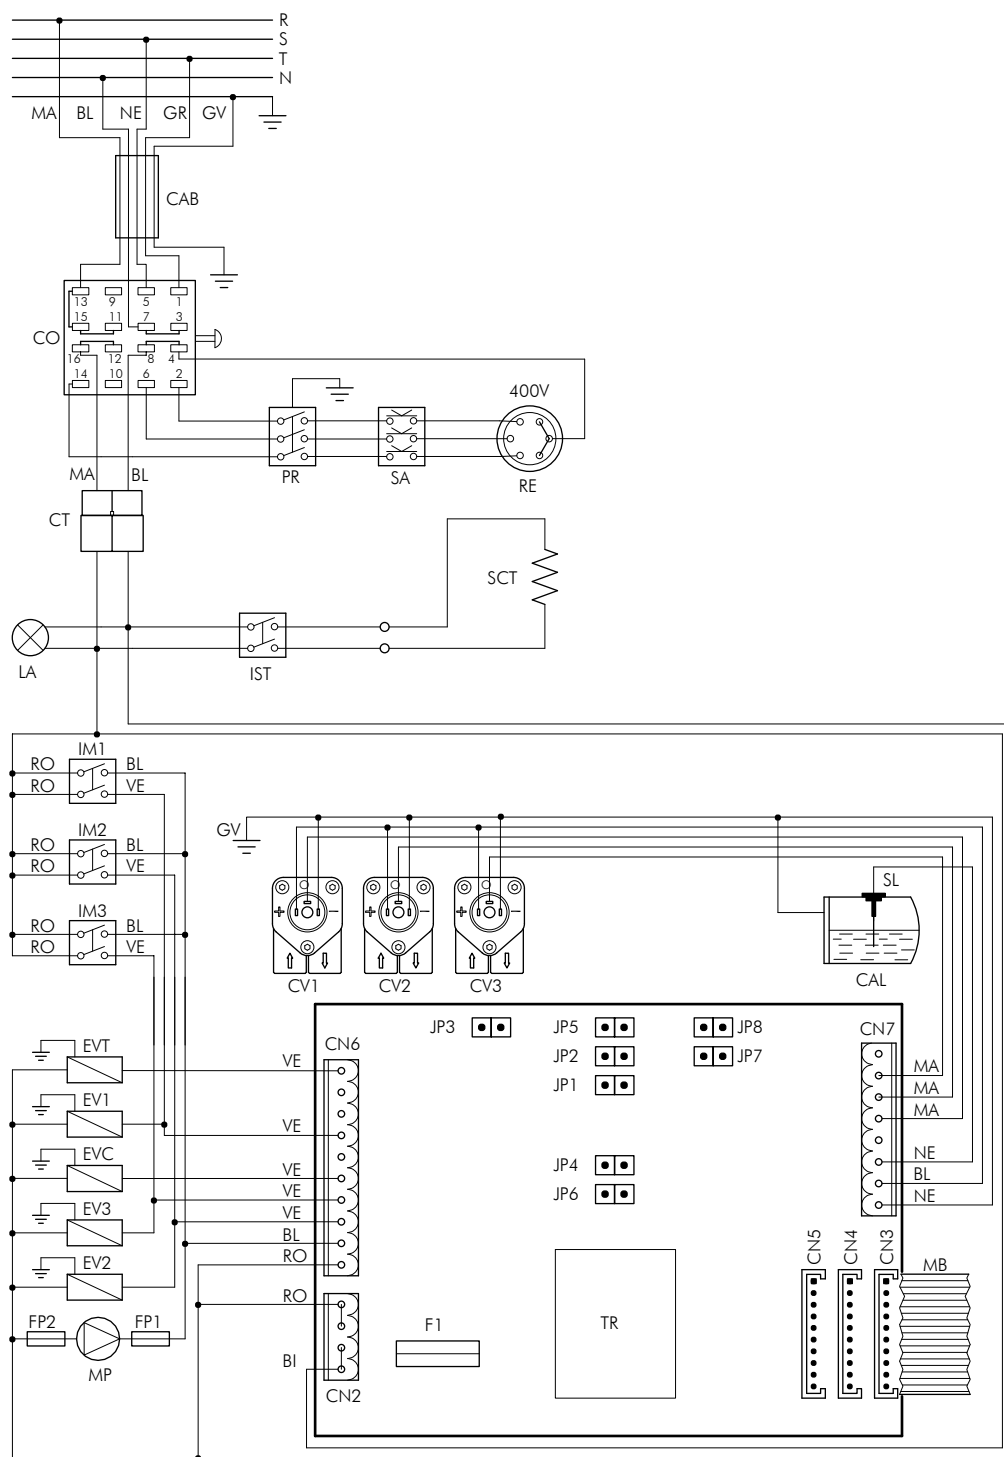 R
S
T
N
MA BL NE GR GV
CAB
13 9 5 1
15 11 7 3
CO
16 12 8 4
14 10 6 2
400V
PR SA RE
MA BL
CT
SCT
LA IST
IM1
RO BL
RO VE
IM2
RO BL
RO VE
IM3
RO BL
RO VE
GV
SL
CV1 CV2 CV3
CAL
JP3 JP5 JP8
CN6 CN7
JP2 JP7
JP1
EVT VE MA
MA
EV1 VE MA
EVC VE JP4 NE
VE JP6 BL
EV3 VE NE
BL
EV2 RO
CN5 CN4 CN3 MB
RO
FP2 FP1 F1 TR
MP BI
CN2